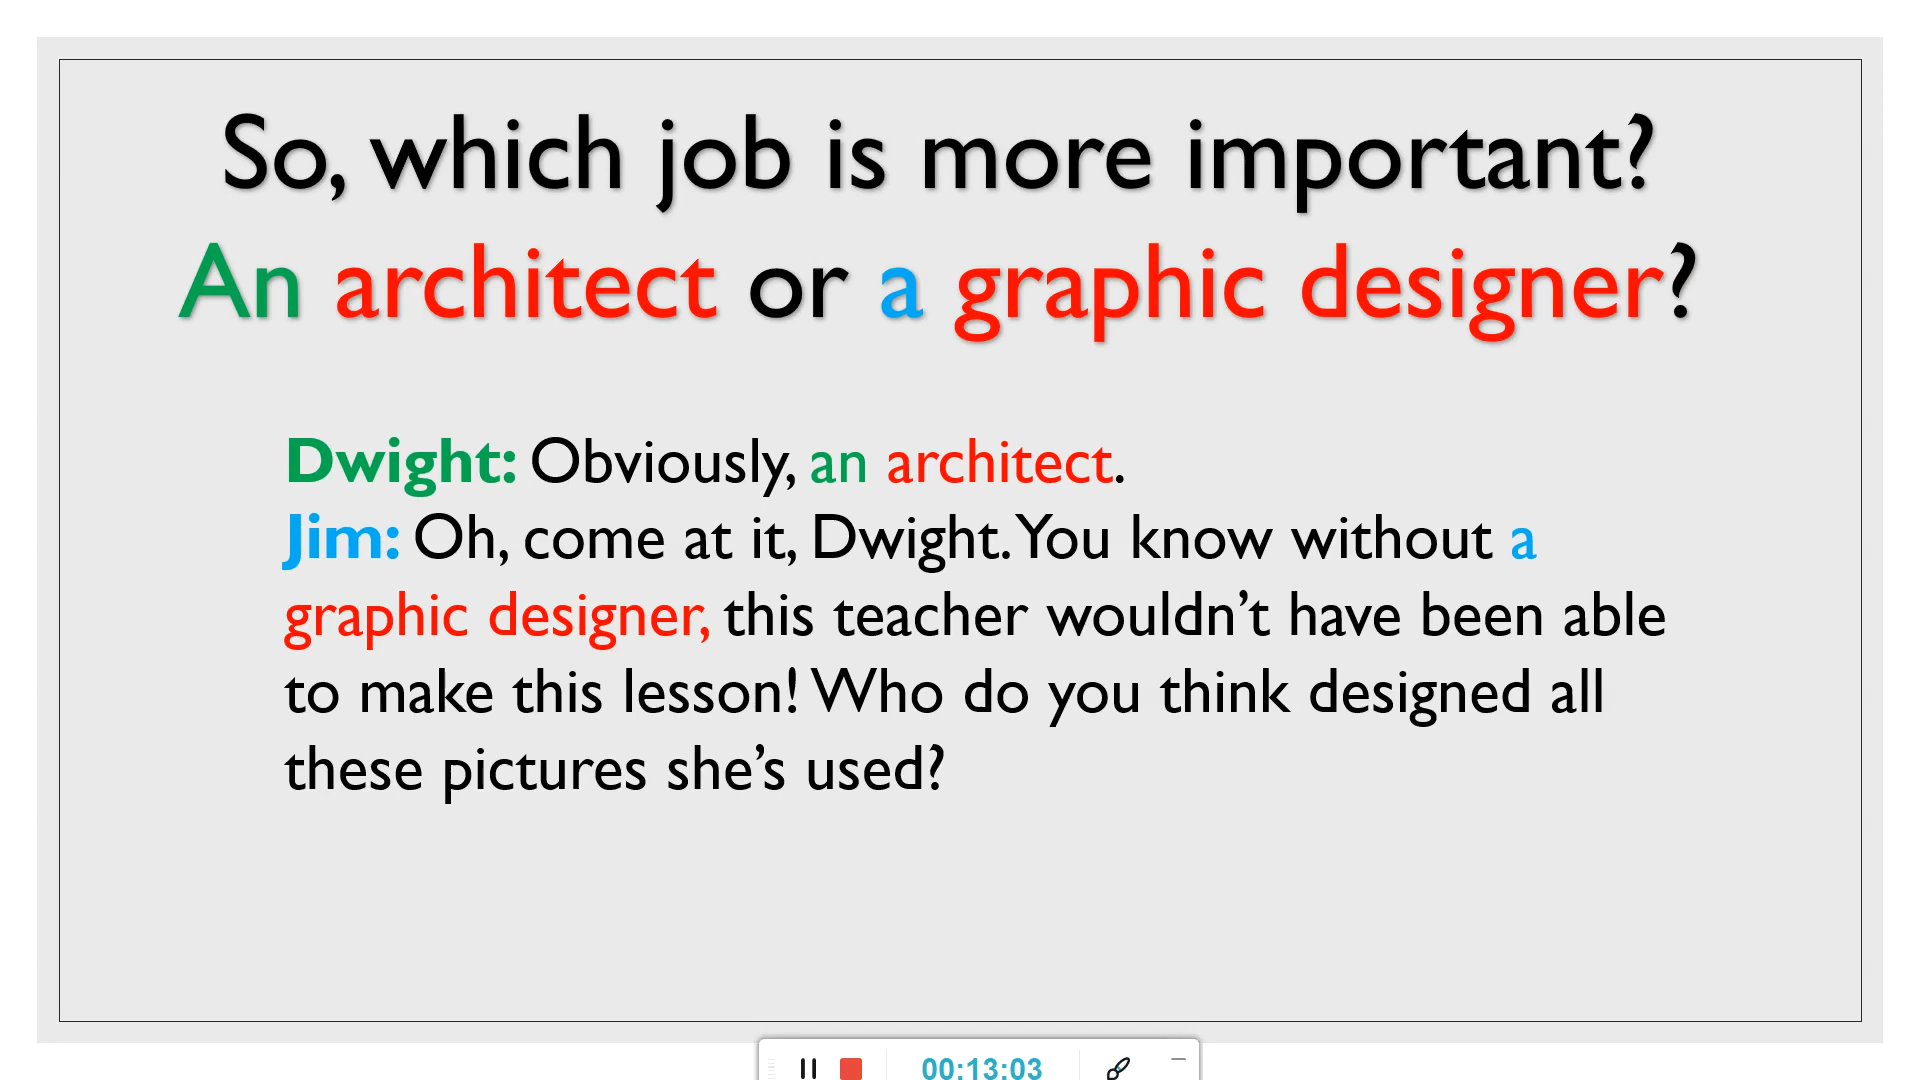 So, which job is more important?
An architect or a graphic designer?
Dwight: Obviously, an architect.
Jim: Oh, come at it, Dwight. You know without a
graphic designer, this teacher wouldn’t have been able
to make this lesson! Who do you think designed all
these pictures she’s used?
00:13:03